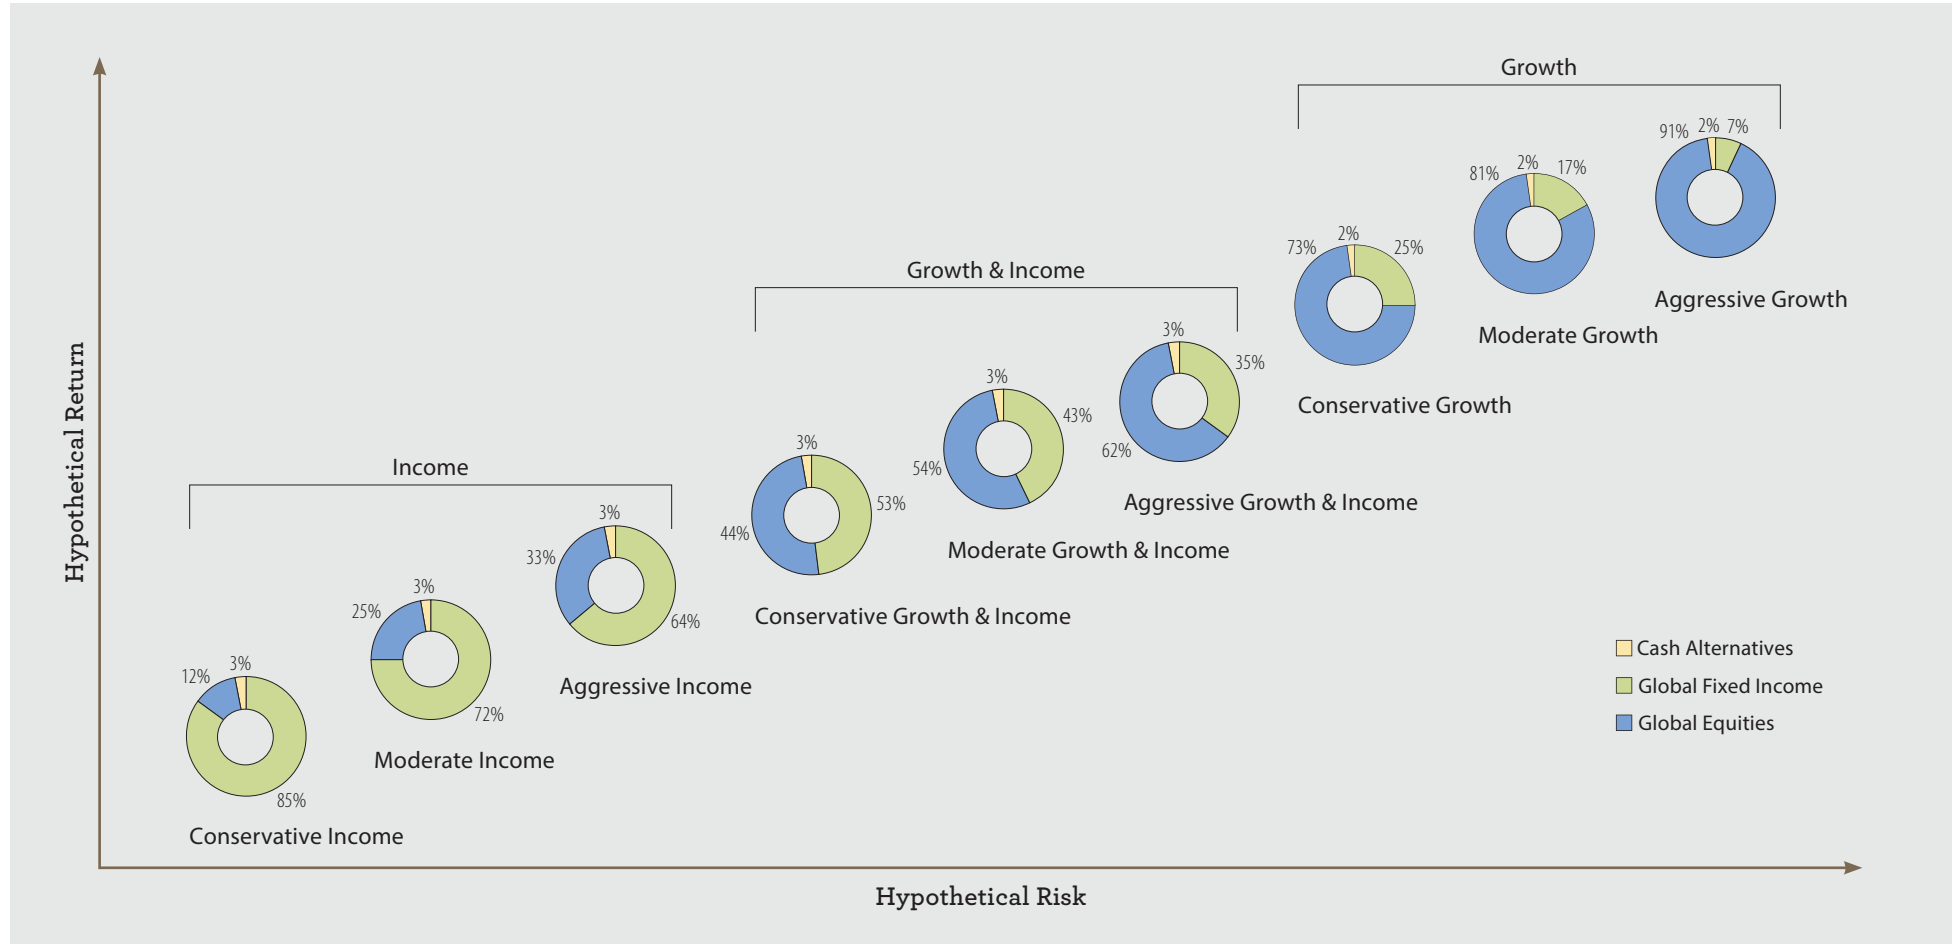 Growth
91% 2% 7%
81% 2% 17%
73% 2% 25%
Aggressive Growth
Moderate Growth
Conservative Growth
Growth & Income
3%
35%
62%
3%
43%
54%
3%
53%
44%
Aggressive Growth & Income
Moderate Growth & Income
Conservative Growth & Income
Income
3%
33%
64%
3%
25%
72%
3%
12%
85%
Aggressive Income
Moderate Income
Conservative Income
Cash Alternatives
Global Fixed Income
Global Equities
Hypothetical Return
Hypothetical Risk